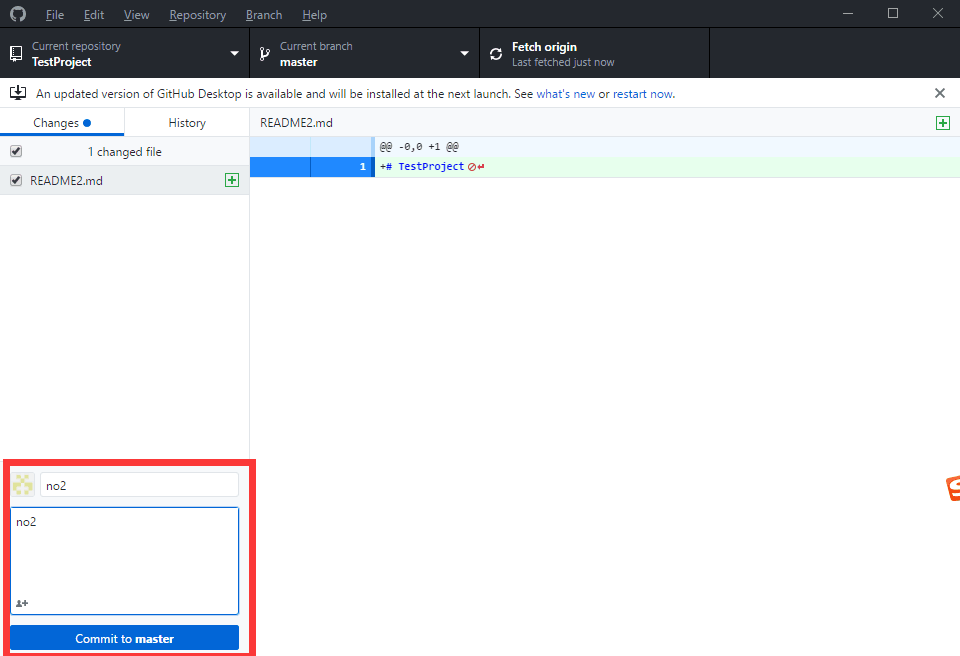 File Edit View Repository Branch Help
Current repository
TestProject
Current branch
master
Fetch origin
Last fetched just now
An updated version of GitHub Desktop is available and will be installed at the next launch. See what's new or restart now.
Changes History
README2.md
1 changed file
README2.md
@@ -0,0 +1 @@
1 +# TestProject
no2
no2
Commit to master